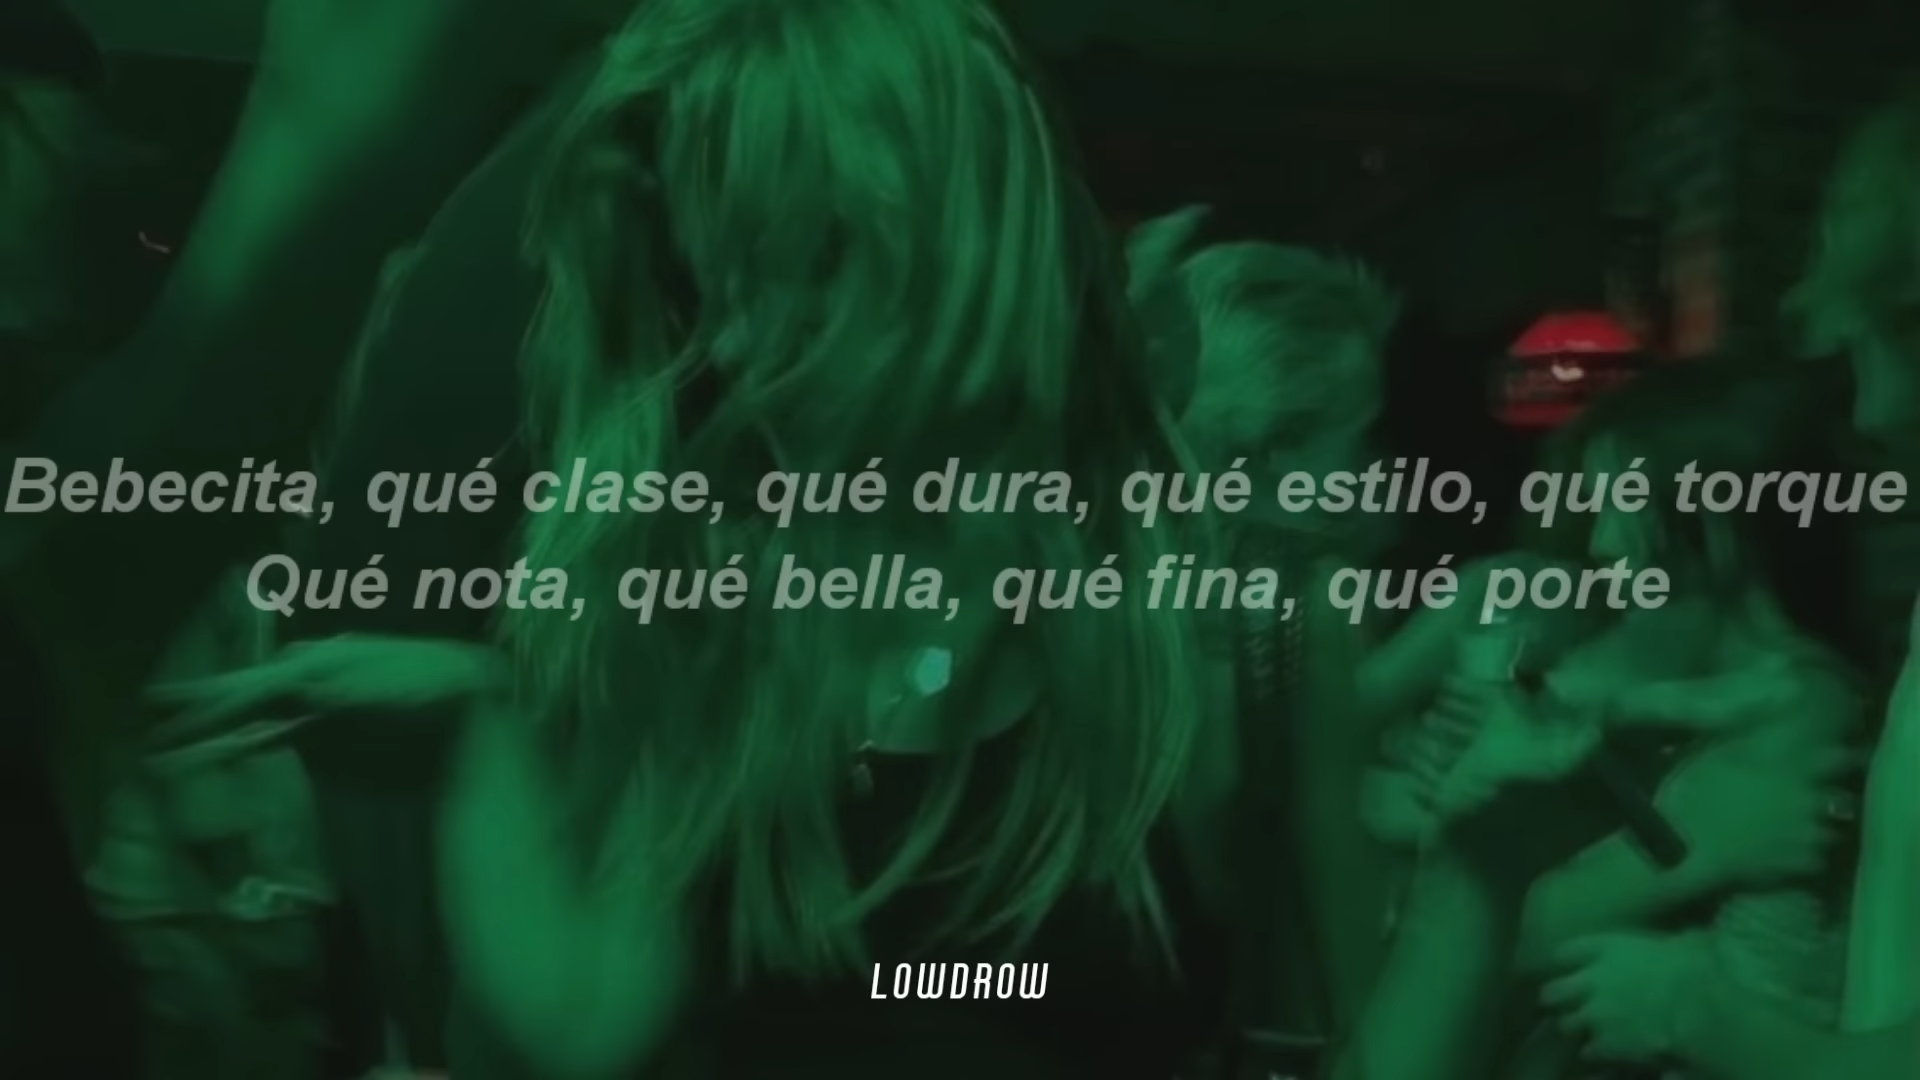 Bebecita, qué clase, qué dura, qué estilo, qué torque
Qué nota, qué bella, qué fina, qué porte
LOWDROW